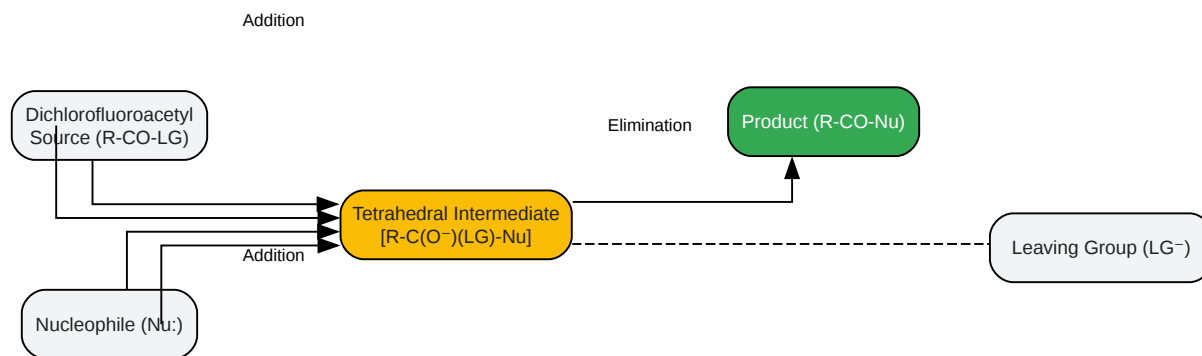 Addition
Dichlorofluoroacetyl
Source (R-CO-LG)
Elimination
Product (R-CO-Nu)
Tetrahedral Intermediate
[R-C(O⁻)(LG)-Nu]
Addition
Leaving Group (LG⁻)
Nucleophile (Nu:)